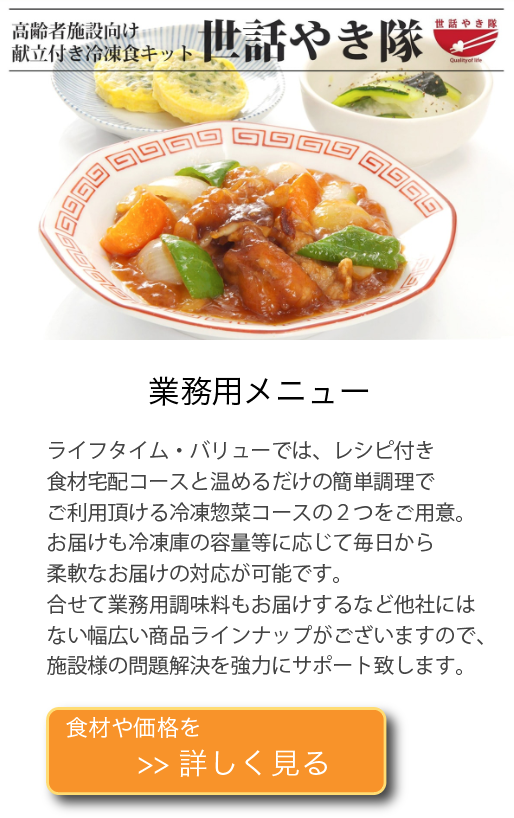 高齢者施設向け
献立付き冷凍食キット 世話やき隊
世話やき隊
Quality of life
業務用メニュー
ライフタイム・バリューでは、レシピ付き
食材宅配コースと温めるだけの簡単調理で
ご利用頂ける冷凍惣菜コースの２つをご用意。
お届けも冷凍庫の容量等に応じて毎日から
柔軟なお届けの対応が可能です。
合せて業務用調味料もお届けするなど他社には
ない幅広い商品ラインナップがございますので、
施設様の問題解決を強力にサポート致します。
食材や価格を
>> 詳しく見る